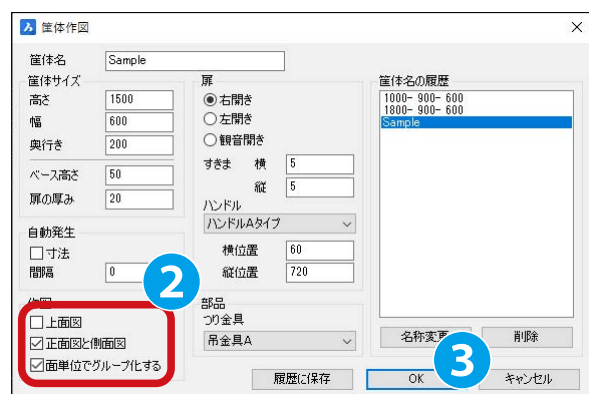 筐体作図
筐体名 Sample
筐体サイズ
高さ 1500
幅 600
奥行き 200
ベース高さ 50
扉の厚み 20
自動発生
寸法
間隔 0
2
作図
上面図
正面図と側面図
面単位でグループ化する
扉
右開き
左開き
観音開き
すきま 横 5
縦 5
ハンドル
ハンドルAタイプ
横位置 60
縦位置 720
部品
つり金具
吊金具A
履歴に保存
筐体名の履歴
1000- 900- 600
1800- 900- 600
Sample
名称変更
削除
3
OK
キャンセル